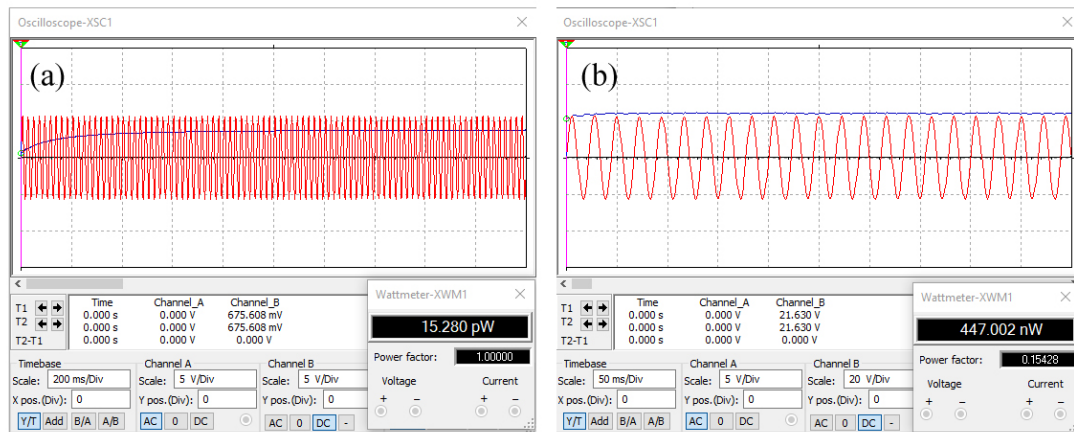 Oscilloscope-XSC1
(a)
T1
T2
T2-T1
Time Channel_A Channel_B
0.000 s 0.000 V 675.608 mV
0.000 s 0.000 V 675.608 mV
0.000 s 0.000 V 0.000 V
Timebase
Scale: 200 ms/Div
X pos.(Div): 0
Y/T Add B/A A/B
Channel A
Scale: 5 V/Div
Y pos.(Div): 0
AC 0 DC
Channel B
Scale: 5 V/Div
Y pos.(Div): 0
AC 0 DC -
Wattmeter-XWM1
15.280 pW
Power factor: 1.00000
Voltage Current
+ - + -
Oscilloscope-XSC1
(b)
T1
T2
T2-T1
Time Channel_A Channel_B
0.000 s 0.000 V 21.630 V
0.000 s 0.000 V 21.630 V
0.000 s 0.000 V 0.000 V
Timebase
Scale: 50 ms/Div
X pos.(Div): 0
Y/T Add B/A A/B
Channel A
Scale: 5 V/Div
Y pos.(Div): 0
AC 0 DC
Channel B
Scale: 20 V/Div
Y pos.(Div): 0
AC 0 DC -
Wattmeter-XWM1
447.002 nW
Power factor: 0.15428
Voltage Current
+ - + -